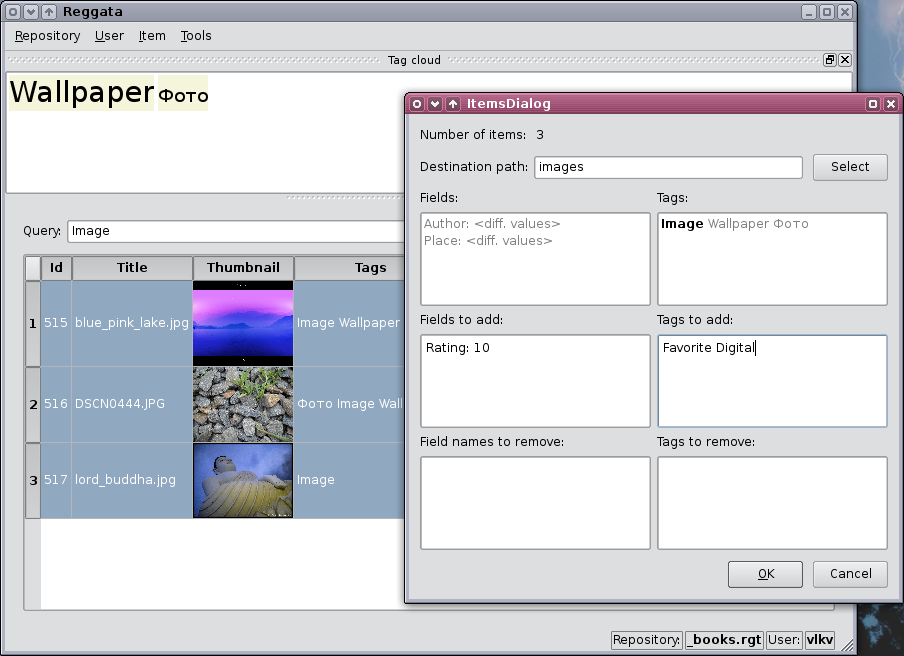 Reggata
Repository User Item Tools
Tag cloud
Wallpaper Фото
Query: Image
Id Title Thumbnail Tags
1 515 blue_pink_lake.jpg Image Wallpaper
2 516 DSCN0444.JPG Фото Image Wall
3 517 lord_buddha.jpg Image
Repository: _books.rgt User: vlkv
ItemsDialog
Number of items: 3
Destination path: images Select
Fields: Tags:
Author: <diff. values> Image Wallpaper Фото
Place: <diff. values>
Fields to add: Tags to add:
Rating: 10 Favorite Digital
Field names to remove: Tags to remove:
OK Cancel